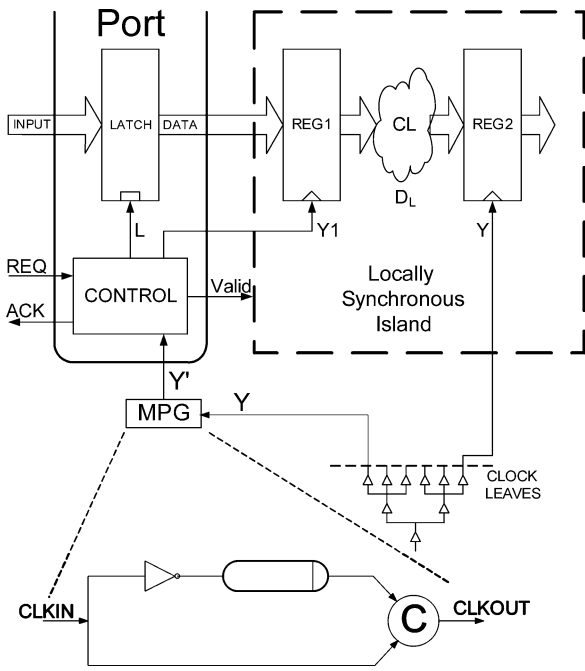 Port
INPUT
LATCH
DATA
REG1
CL
REG2
D_L
L
Y1
Y
REQ
CONTROL
Valid
ACK
Locally
Synchronous
Island
Y'
MPG
Y
CLOCK
LEAVES
CLKIN
C
CLKOUT